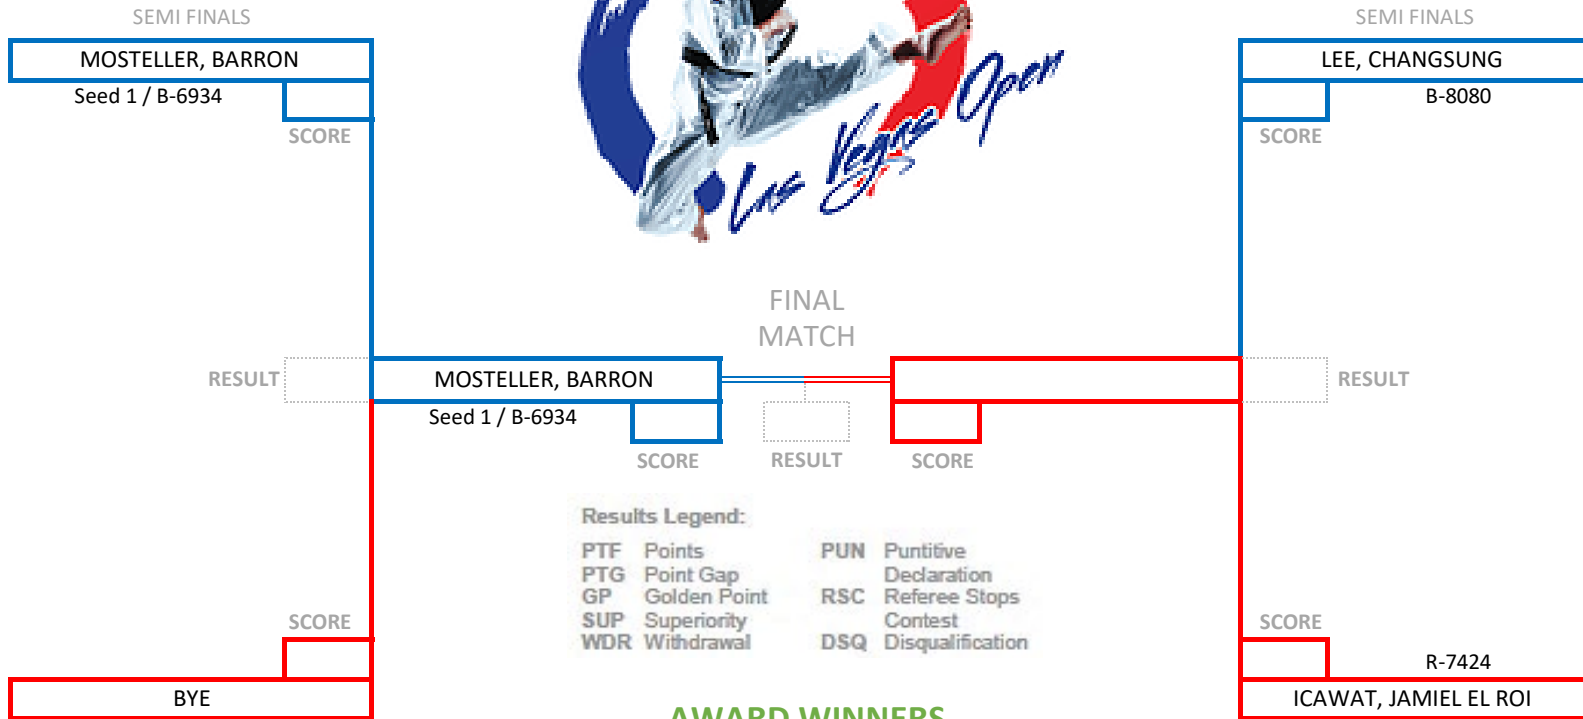 SEMI FINALS
SEMI FINALS
MOSTELLER, BARRON
LEE, CHANGSUNG
Seed 1 / B-6934
B-8080
SCORE
SCORE
Las Vegas Open
FINAL
MATCH
RESULT
MOSTELLER, BARRON
RESULT
Seed 1 / B-6934
SCORE
RESULT
SCORE
Results Legend:
PTF Points
PTG Point Gap
GP Golden Point
SUP Superiority
WDR Withdrawal
PUN Puntitive
Declaration
RSC Referee Stops
Contest
DSQ Disqualification
SCORE
SCORE
R-7424
BYE
ICAWAT, JAMIEL EL ROI
AWARD WINNERS